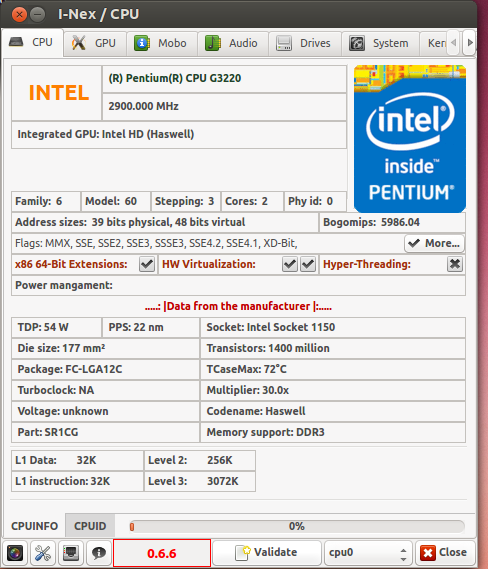 I-Nex / CPU
CPU GPU Mobo Audio Drives System Kern
INTEL
(R) Pentium(R) CPU G3220
2900.000 MHz
Integrated GPU: Intel HD (Haswell)
intel
inside™
PENTIUM®
Family: 6 Model: 60 Stepping: 3 Cores: 2 Phy id: 0
Address sizes: 39 bits physical, 48 bits virtual Bogomips: 5986.04
Flags: MMX, SSE, SSE2, SSE3, SSSE3, SSE4.2, SSE4.1, XD-Bit, More...
x86 64-Bit Extensions: HW Virtualization: Hyper-Threading:
Power mangament:
.....: |Data from the manufacturer |:.....
TDP: 54 W PPS: 22 nm Socket: Intel Socket 1150
Die size: 177 mm² Transistors: 1400 million
Package: FC-LGA12C TCaseMax: 72°C
Turboclock: NA Multiplier: 30.0x
Voltage: unknown Codename: Haswell
Part: SR1CG Memory support: DDR3
L1 Data: 32K Level 2: 256K
L1 instruction: 32K Level 3: 3072K
CPUINFO CPUID 0%
0.6.6 Validate cpu0 Close